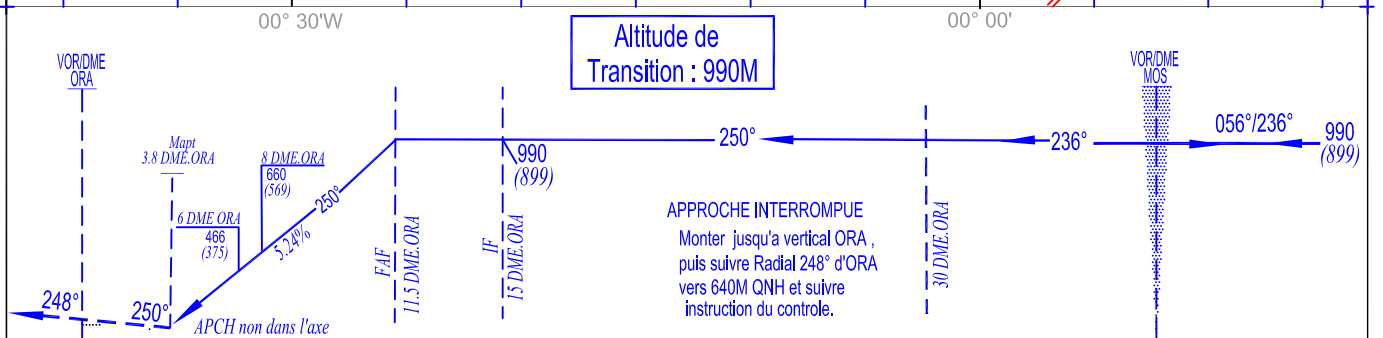 00° 30'W
00° 00'
Altitude de
Transition : 990M
VOR/DME
ORA
VOR/DME
MOS
Mapt
3.8 DME.ORA
8 DME.ORA
660
(569)
6 DME ORA
466
(375)
250°
5.24%
250°
236°
056°/236°
990
(899)
990
(899)
FAF
11.5 DME.ORA
IF
15 DME.ORA
30 DME.ORA
APPROCHE INTERROMPUE
Monter jusqu'a vertical ORA ,
puis suivre Radial 248° d'ORA
vers 640M QNH et suivre
instruction du controle.
248°
250°
APCH non dans l'axe